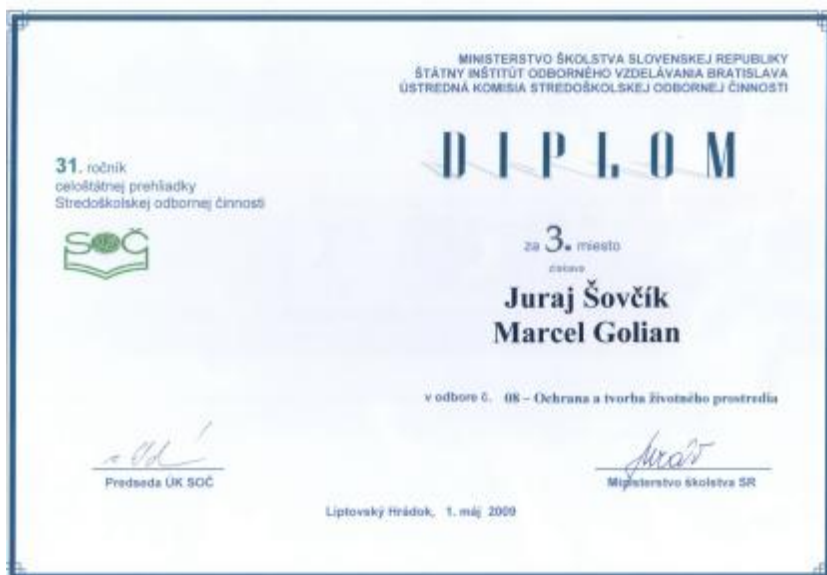 MINISTERSTVO ŠKOLSTVA SLOVENSKEJ REPUBLIKY
ŠTÁTNY INŠTITÚT ODBORNÉHO VZDELÁVANIA BRATISLAVA
ÚSTREDNÁ KOMISIA STREDOŠKOLSKEJ ODBORNEJ ČINNOSTI
DIPLOM
31. ročník
celoštátnej prehliadky
Stredoškolskej odbornej činnosti
SOČ
za 3. miesto
získava
Juraj Šovčík
Marcel Golian
v odbore č. 08 – Ochrana a tvorba životného prostredia
Predseda ÚK SOČ
Ministerstvo školstva SR
Liptovský Hrádok, 1. máj 2009